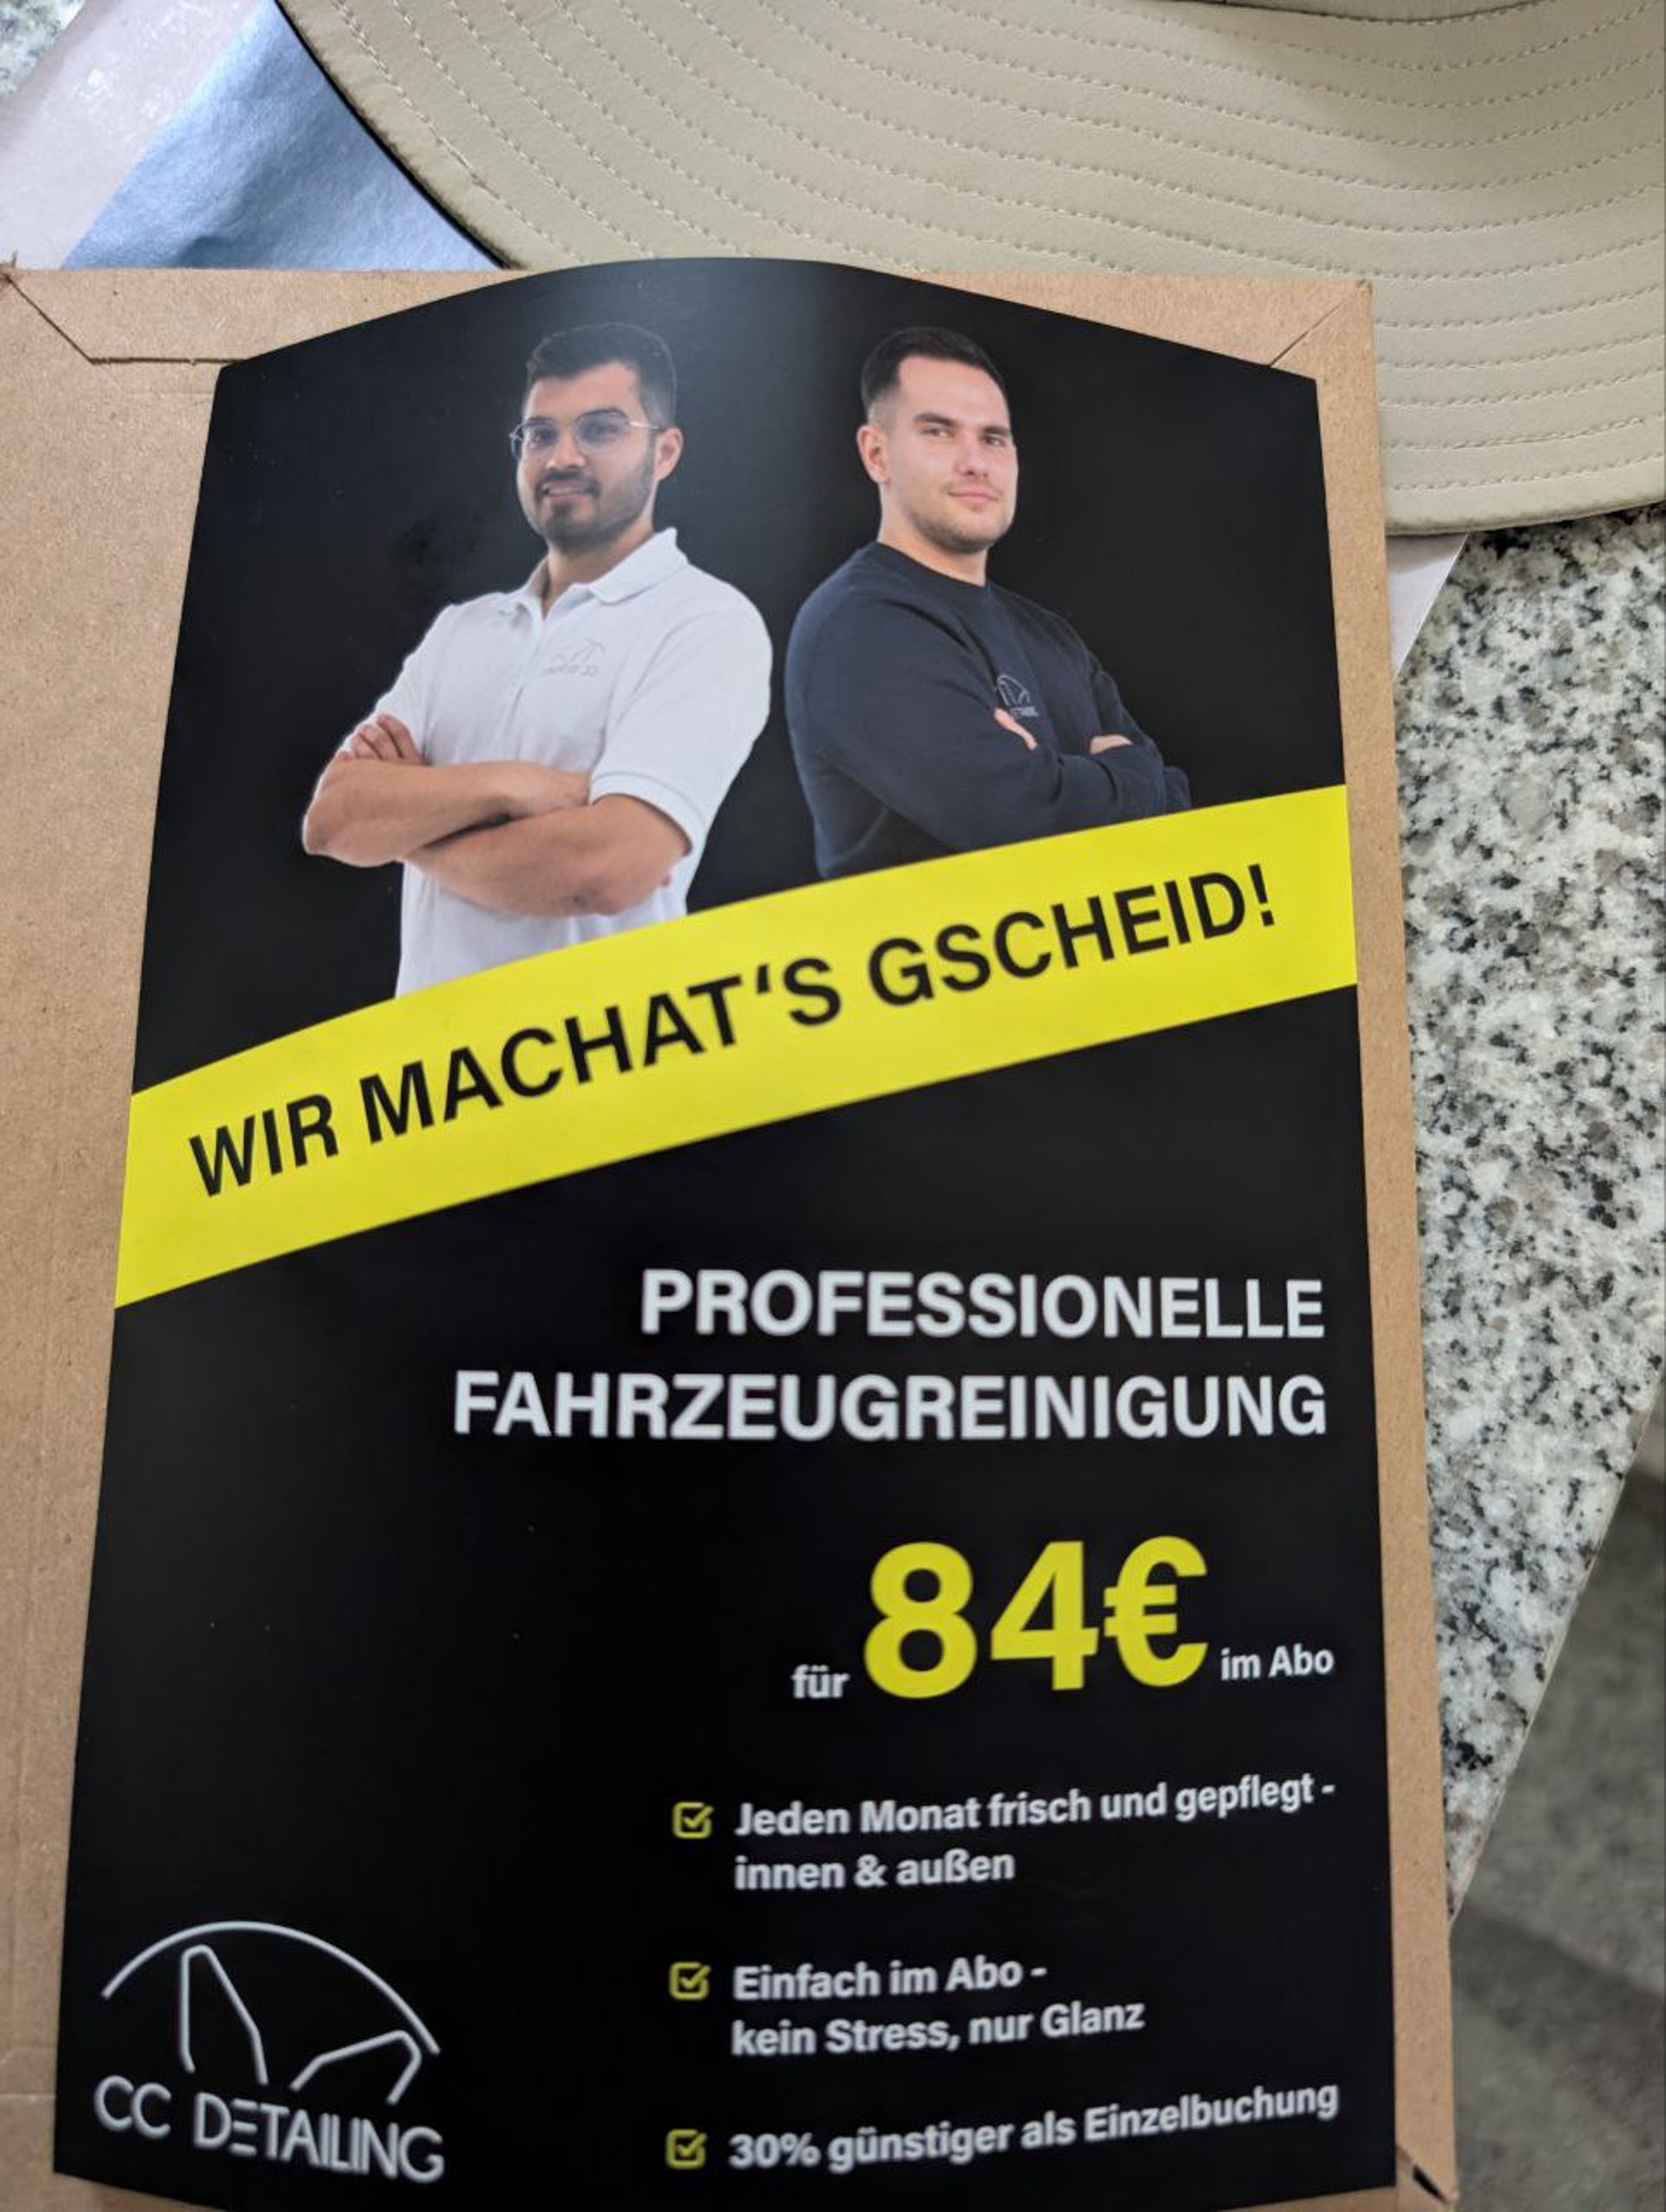 WIR MACHAT'S GSCHEID!
PROFESSIONELLE
FAHRZEUGREINIGUNG
für 84€ im Abo
Jeden Monat frisch und gepflegt -
innen & außen
Einfach im Abo -
kein Stress, nur Glanz
30% günstiger als Einzelbuchung
CC DETAILING